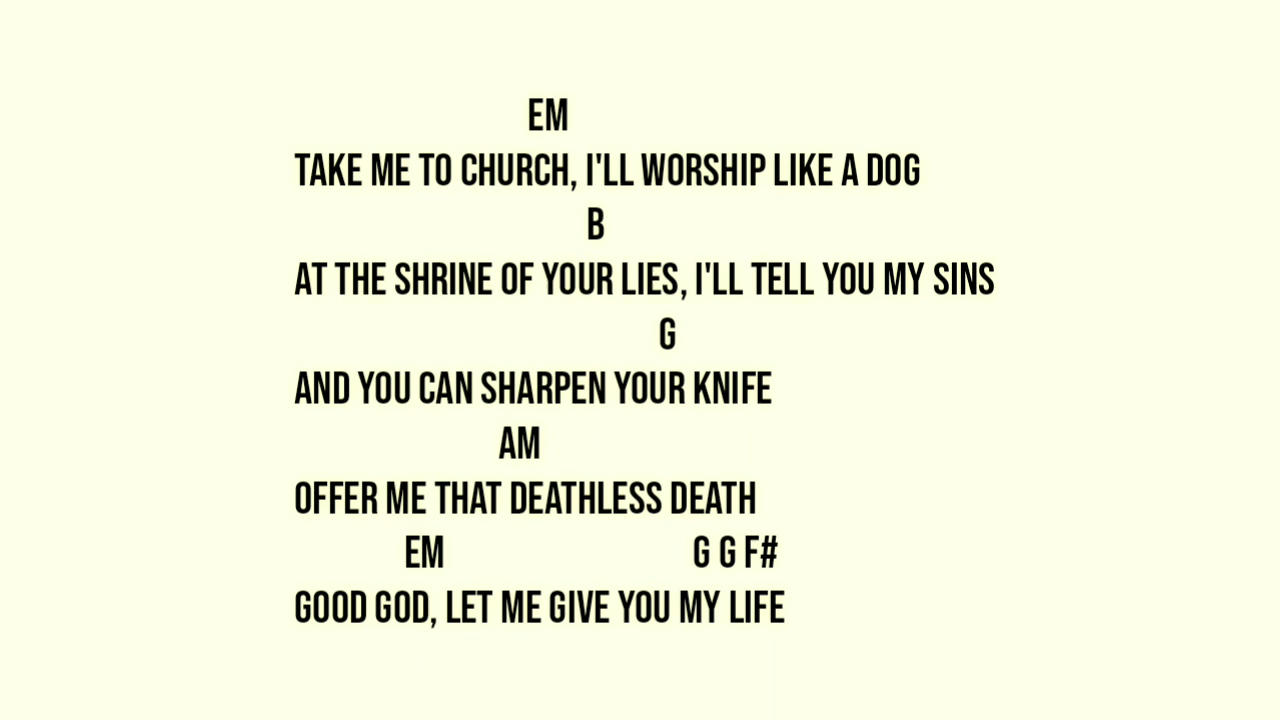 EM
TAKE ME TO CHURCH, I'LL WORSHIP LIKE A DOG
B
AT THE SHRINE OF YOUR LIES, I'LL TELL YOU MY SINS
G
AND YOU CAN SHARPEN YOUR KNIFE
AM
OFFER ME THAT DEATHLESS DEATH
EM G G F#
GOOD GOD, LET ME GIVE YOU MY LIFE